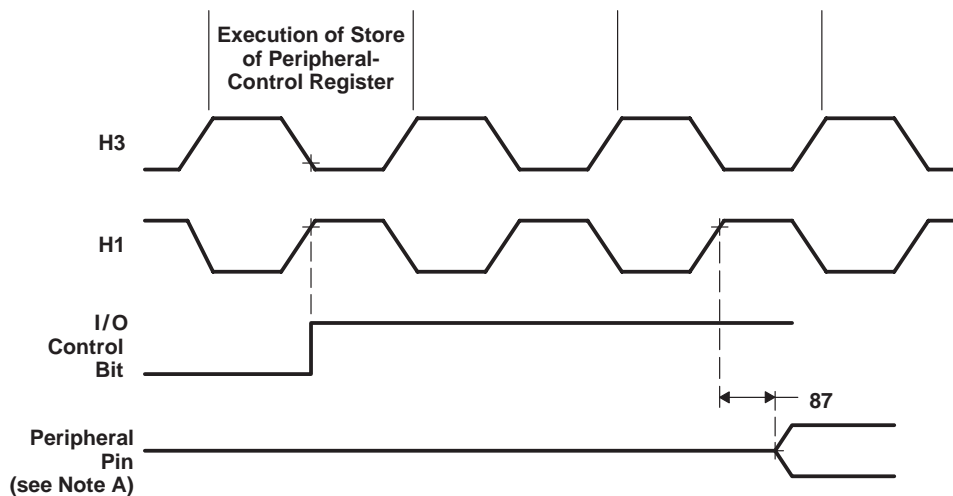 Execution of Store
of Peripheral-
Control Register
H3
H1
I/O
Control
Bit
87
Peripheral
Pin
(see Note A)